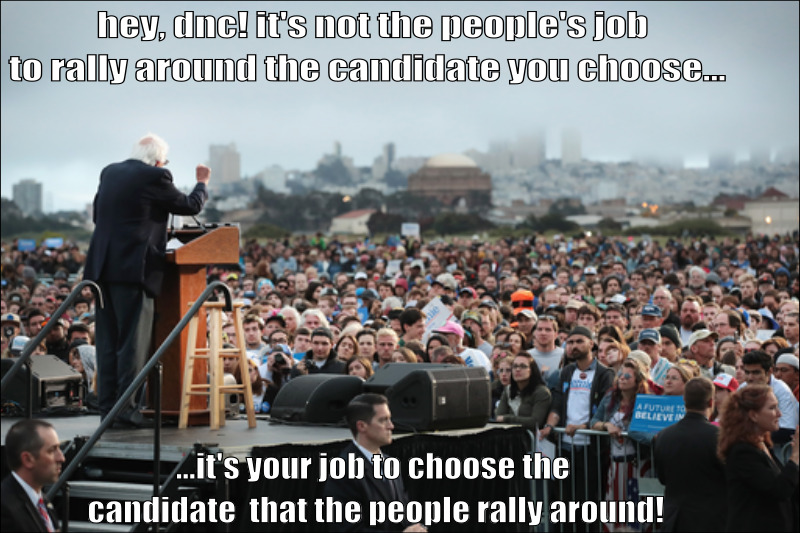 hey, dnc! it's not the people's job
to rally around the candidate you choose...
A FUTURE TO
BELIEVE IN
...it's your job to choose the
candidate that the people rally around!